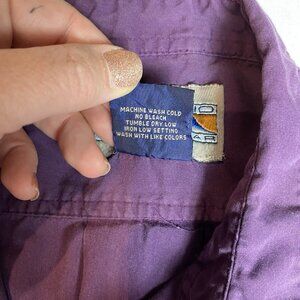 MACHINE WASH COLD
NO BLEACH
TUMBLE DRY LOW
IRON LOW SETTING
WASH WITH LIKE COLORS